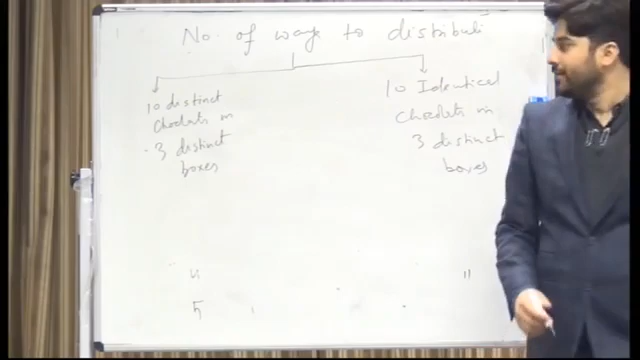 No. of ways to distribute
10 distinct
Chocolates in
3 distinct
boxes
10 Identical
Chocolates in
3 distinct
boxes